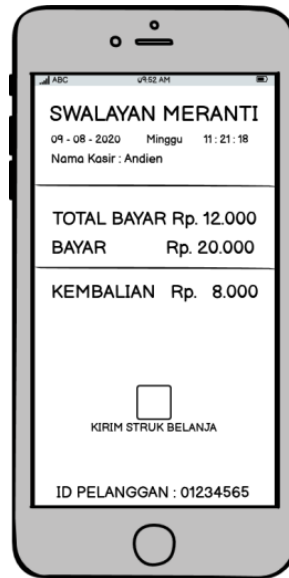 ABC 09:52 AM
SWALAYAN MERANTI
09 - 08 - 2020 Minggu 11 : 21 : 18
Nama Kasir : Andien
TOTAL BAYAR Rp. 12.000
BAYAR Rp. 20.000
KEMBALIAN Rp. 8.000
KIRIM STRUK BELANJA
ID PELANGGAN : 01234565